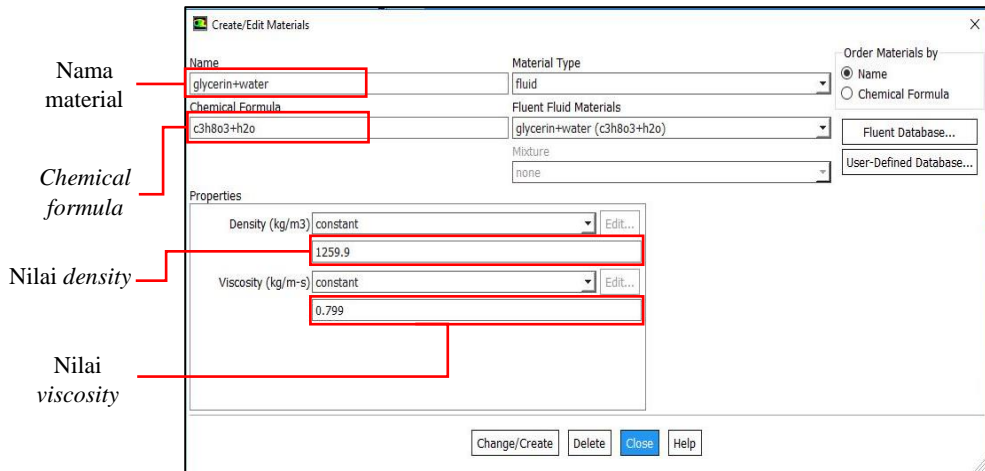 Create/Edit Materials
X
Nama
material
Chemical
formula
Nilai density
Nilai
viscosity
Name
glycerin+water
Chemical Formula
c3h8o3+h2o
Material Type
fluid
Fluent Fluid Materials
glycerin+water (c3h8o3+h2o)
Mixture
none
Order Materials by
Name
Chemical Formula
Fluent Database...
User-Defined Database...
Properties
Density (kg/m3) constant Edit...
1259.9
Viscosity (kg/m-s) constant Edit...
0.799
Change/Create Delete Close Help